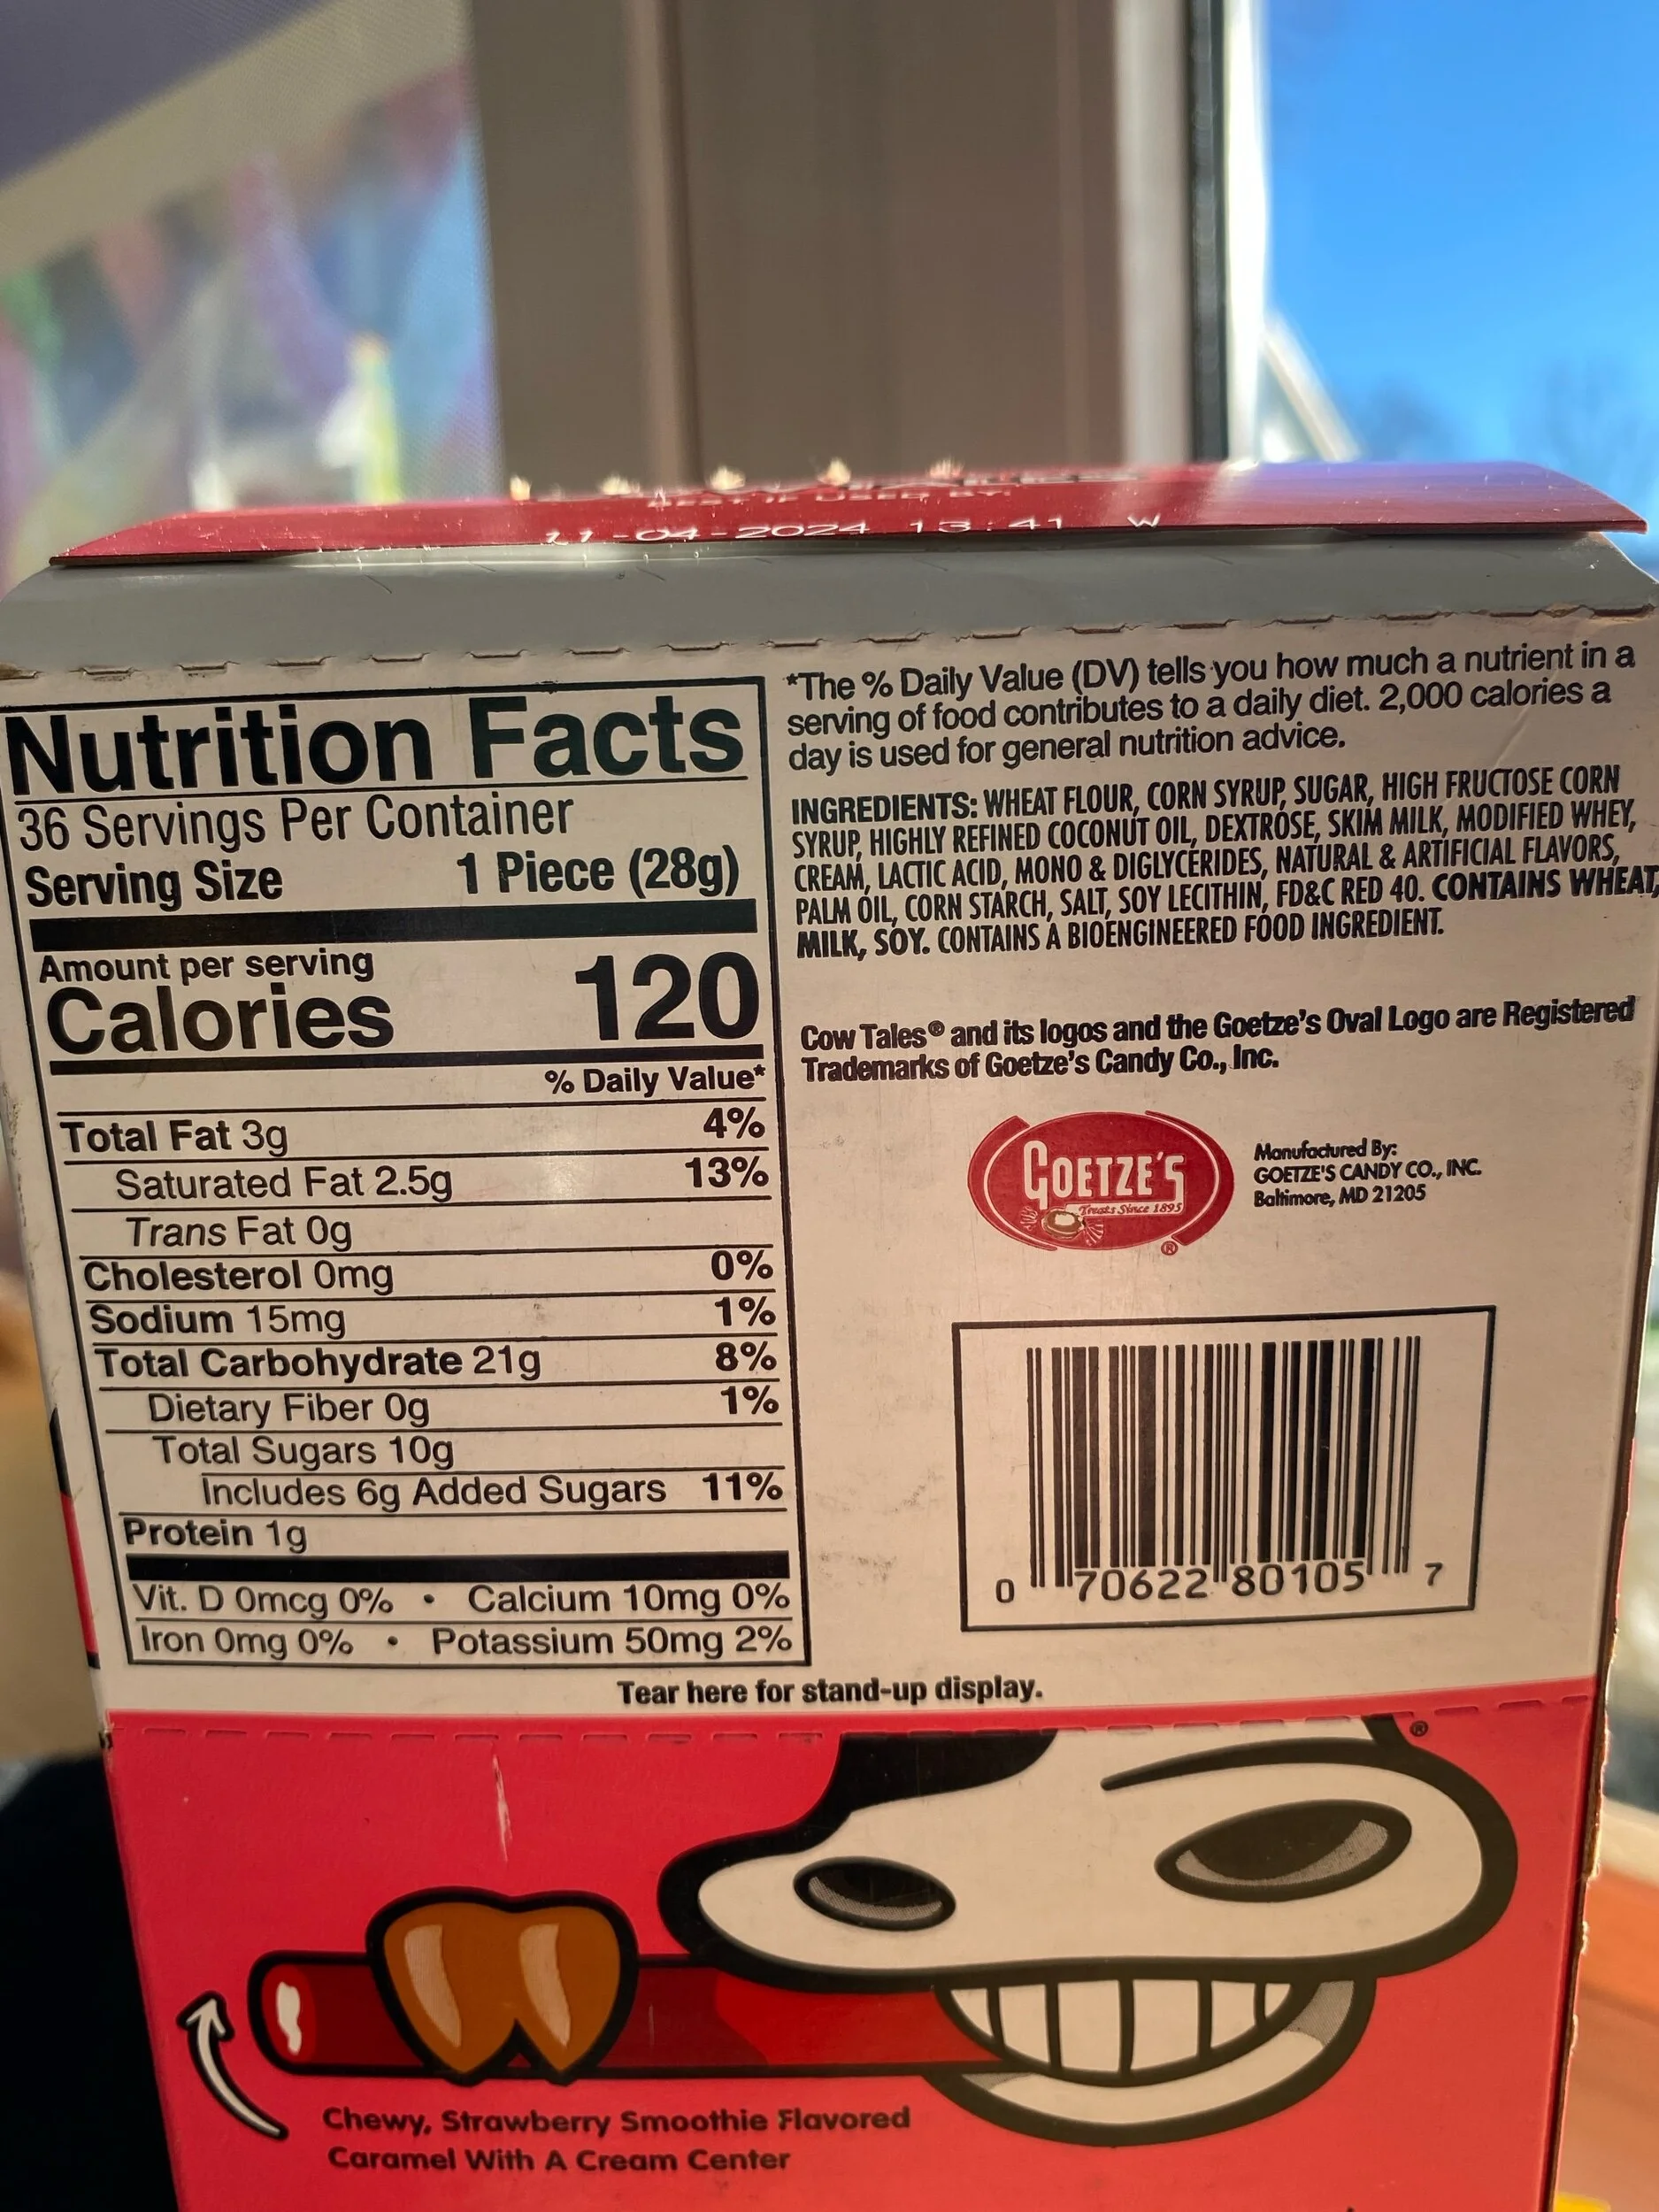 BEST IF USED BY:
11-04-2024 13:41 W
Nutrition Facts
36 Servings Per Container
Serving Size 1 Piece (28g)
Amount per serving
Calories 120
% Daily Value*
Total Fat 3g 4%
Saturated Fat 2.5g 13%
Trans Fat 0g
Cholesterol 0mg 0%
Sodium 15mg 1%
Total Carbohydrate 21g 8%
Dietary Fiber 0g 1%
Total Sugars 10g
Includes 6g Added Sugars 11%
Protein 1g
Vit. D 0mcg 0% • Calcium 10mg 0%
Iron 0mg 0% • Potassium 50mg 2%
*The % Daily Value (DV) tells you how much a nutrient in a
serving of food contributes to a daily diet. 2,000 calories a
day is used for general nutrition advice.
INGREDIENTS: WHEAT FLOUR, CORN SYRUP, SUGAR, HIGH FRUCTOSE CORN
SYRUP, HIGHLY REFINED COCONUT OIL, DEXTROSE, SKIM MILK, MODIFIED WHEY,
CREAM, LACTIC ACID, MONO & DIGLYCERIDES, NATURAL & ARTIFICIAL FLAVORS,
PALM OIL, CORN STARCH, SALT, SOY LECITHIN, FD&C RED 40. CONTAINS WHEAT,
MILK, SOY. CONTAINS A BIOENGINEERED FOOD INGREDIENT.
Cow Tales® and its logos and the Goetze's Oval Logo are Registered
Trademarks of Goetze's Candy Co., Inc.
GOETZE'S
Treats Since 1895
®
Manufactured By:
GOETZE'S CANDY CO., INC.
Baltimore, MD 21205
0 70622 80105 7
Tear here for stand-up display.
®
Chewy, Strawberry Smoothie Flavored
Caramel With A Cream Center